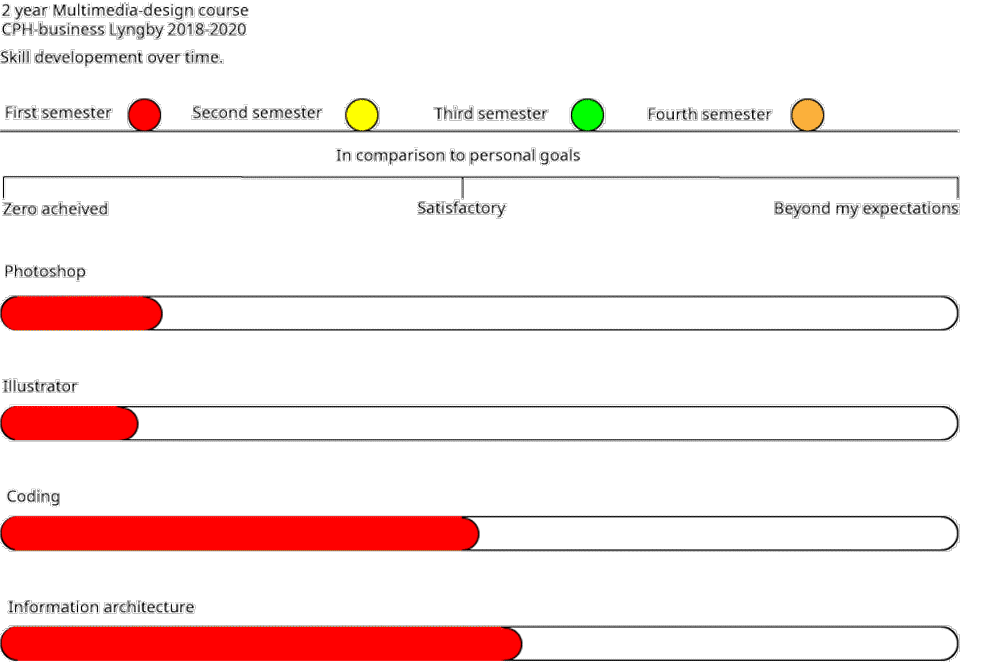 2 year Multimedia-design course
CPH-business Lyngby 2018-2020
Skill developement over time.
First semester Second semester Third semester Fourth semester
In comparison to personal goals
Zero acheived Satisfactory Beyond my expectations
Photoshop
Illustrator
Coding
Information architecture